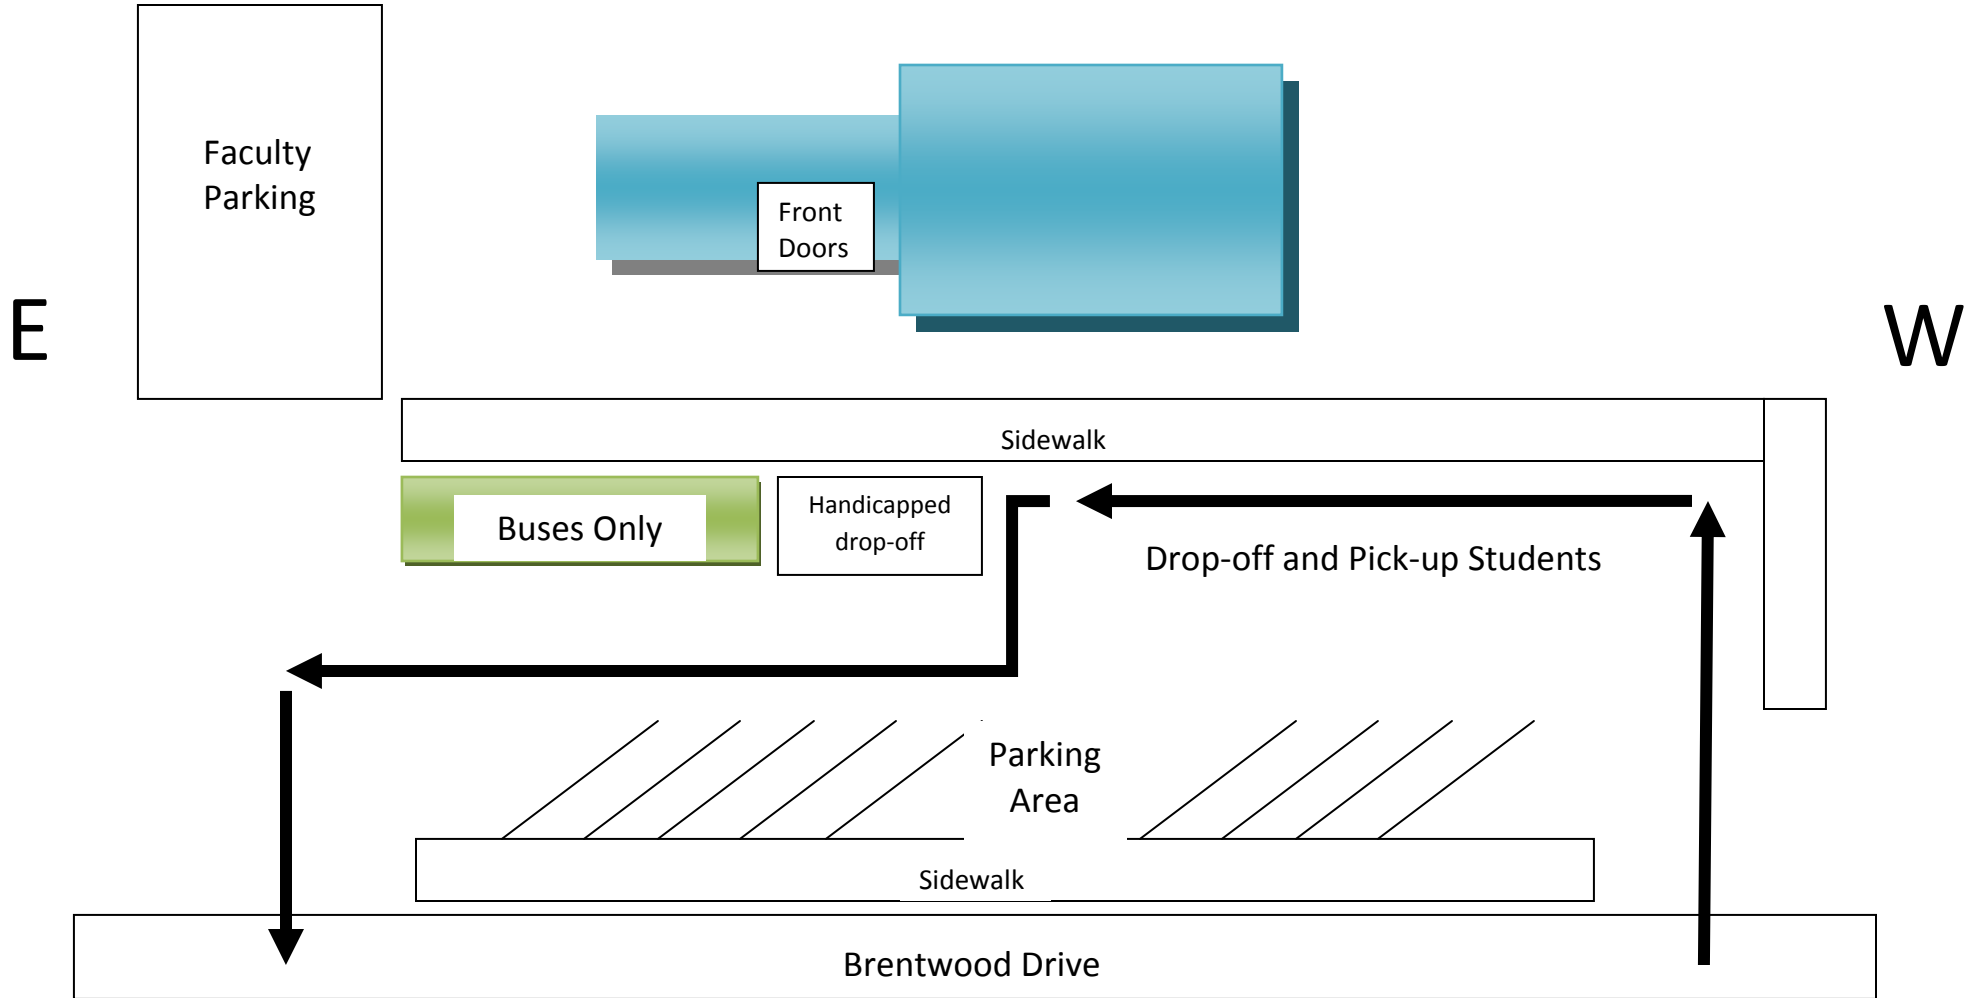 Faculty
Parking
Front
Doors
E
W
Sidewalk
Buses Only
Handicapped
drop-off
Drop-off and Pick-up Students
Parking
Area
Sidewalk
Brentwood Drive